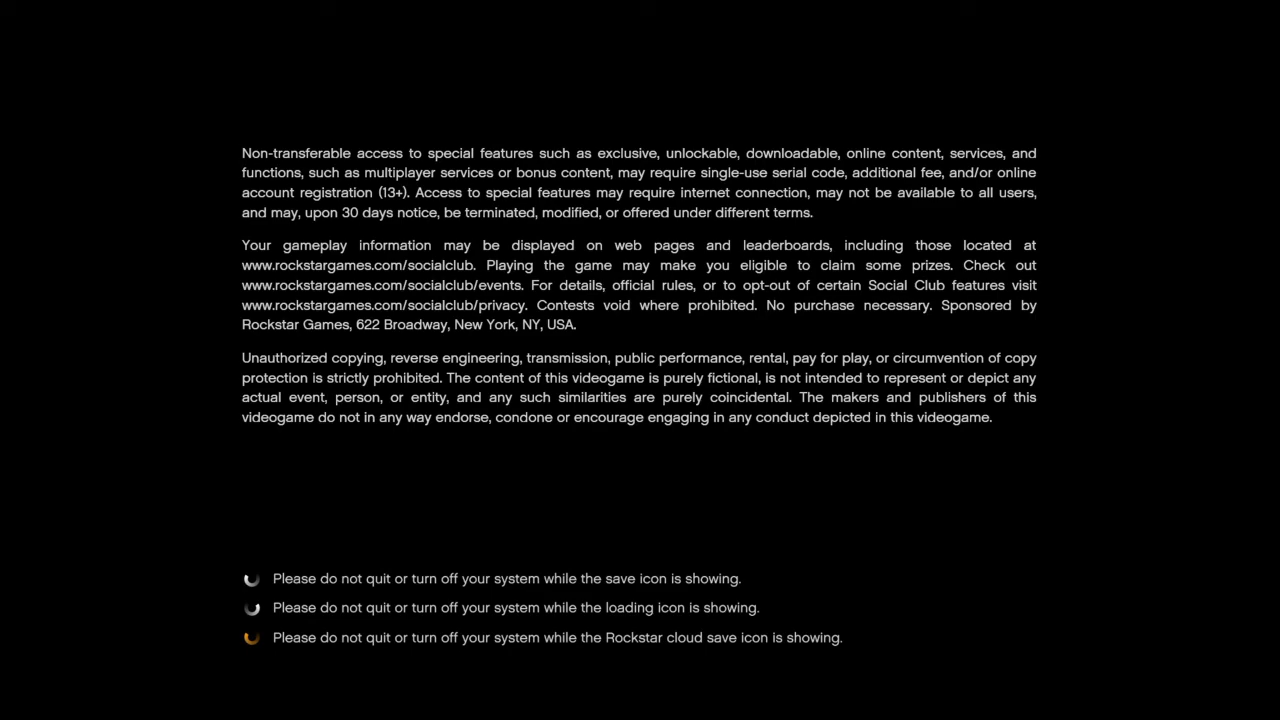 Non-transferable access to special features such as exclusive, unlockable, downloadable, online content, services, and
functions, such as multiplayer services or bonus content, may require single-use serial code, additional fee, and/or online
account registration (13+). Access to special features may require internet connection, may not be available to all users,
and may, upon 30 days notice, be terminated, modified, or offered under different terms.
Your gameplay information may be displayed on web pages and leaderboards, including those located at
www.rockstargames.com/socialclub. Playing the game may make you eligible to claim some prizes. Check out
www.rockstargames.com/socialclub/events. For details, official rules, or to opt-out of certain Social Club features visit
www.rockstargames.com/socialclub/privacy. Contests void where prohibited. No purchase necessary. Sponsored by
Rockstar Games, 622 Broadway, New York, NY, USA.
Unauthorized copying, reverse engineering, transmission, public performance, rental, pay for play, or circumvention of copy
protection is strictly prohibited. The content of this videogame is purely fictional, is not intended to represent or depict any
actual event, person, or entity, and any such similarities are purely coincidental. The makers and publishers of this
videogame do not in any way endorse, condone or encourage engaging in any conduct depicted in this videogame.
Please do not quit or turn off your system while the save icon is showing.
Please do not quit or turn off your system while the loading icon is showing.
Please do not quit or turn off your system while the Rockstar cloud save icon is showing.